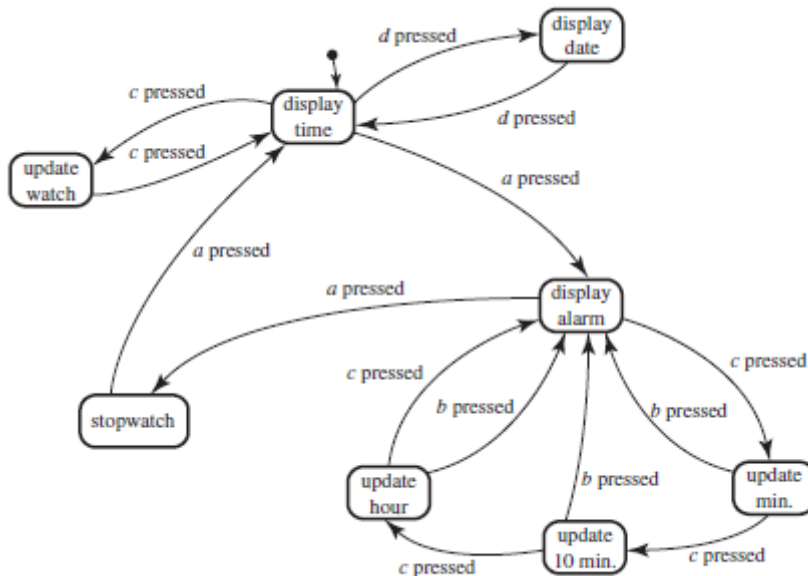 display
date
d pressed
display
time
c pressed
d pressed
c pressed
update
watch
a pressed
a pressed
a pressed
display
alarm
c pressed
c pressed
b pressed
b pressed
stopwatch
b pressed
update
hour
update
min.
update
10 min.
c pressed
c pressed